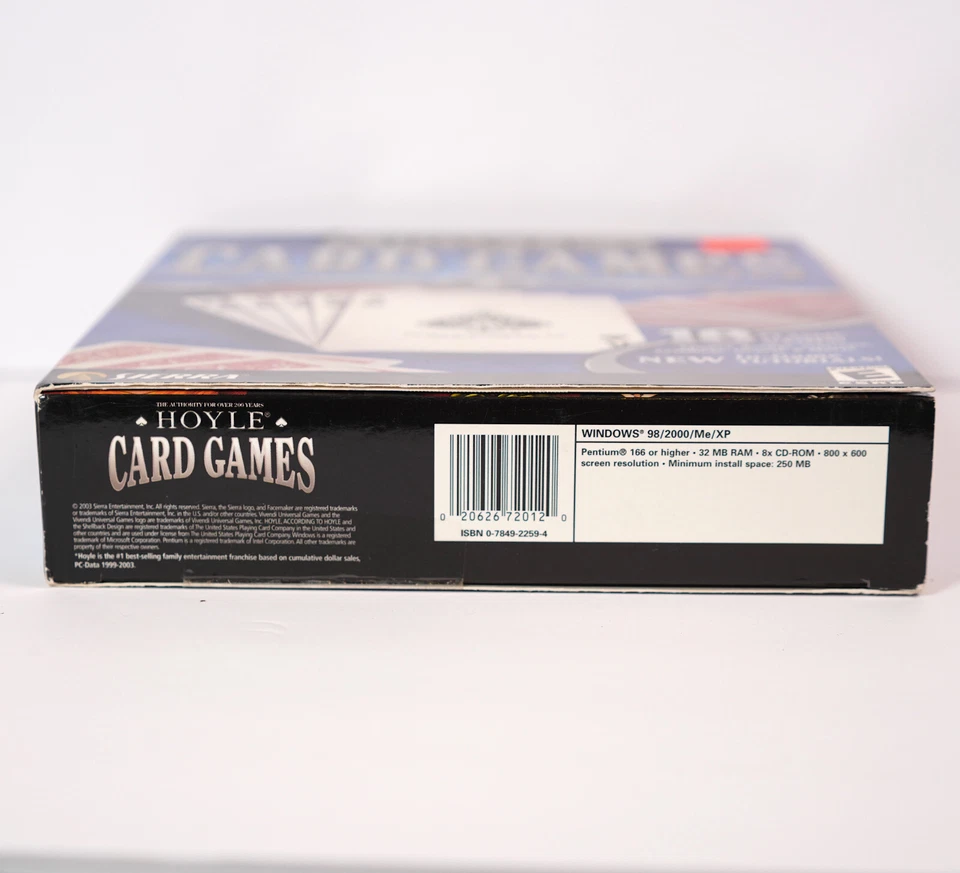 CARD GAMES
16
NEW
SIERRA
THE AUTHORITY FOR OVER 200 YEARS
HOYLE®
CARD GAMES
© 2003 Sierra Entertainment, Inc. All rights reserved. Sierra, the Sierra logo, and Facemaker are registered trademarks
or trademarks of Sierra Entertainment, Inc. in the U.S. and/or other countries. Vivendi Universal Games and the
Vivendi Universal Games logo are trademarks of Vivendi Universal Games, Inc. HOYLE, ACCORDING TO HOYLE and
the Shellback Design are registered trademarks of The United States Playing Card Company in the United States and
other countries and are used under license from The United States Playing Card Company. Windows is a registered
trademark of Microsoft Corporation. Pentium is a registered trademark of Intel Corporation. All other trademarks are
property of their respective owners.
*Hoyle is the #1 best-selling family entertainment franchise based on cumulative dollar sales,
PC-Data 1999-2003.
0 20626 72012 0
ISBN 0-7849-2259-4
WINDOWS® 98/2000/Me/XP
Pentium® 166 or higher • 32 MB RAM • 8x CD-ROM • 800 x 600
screen resolution • Minimum install space: 250 MB